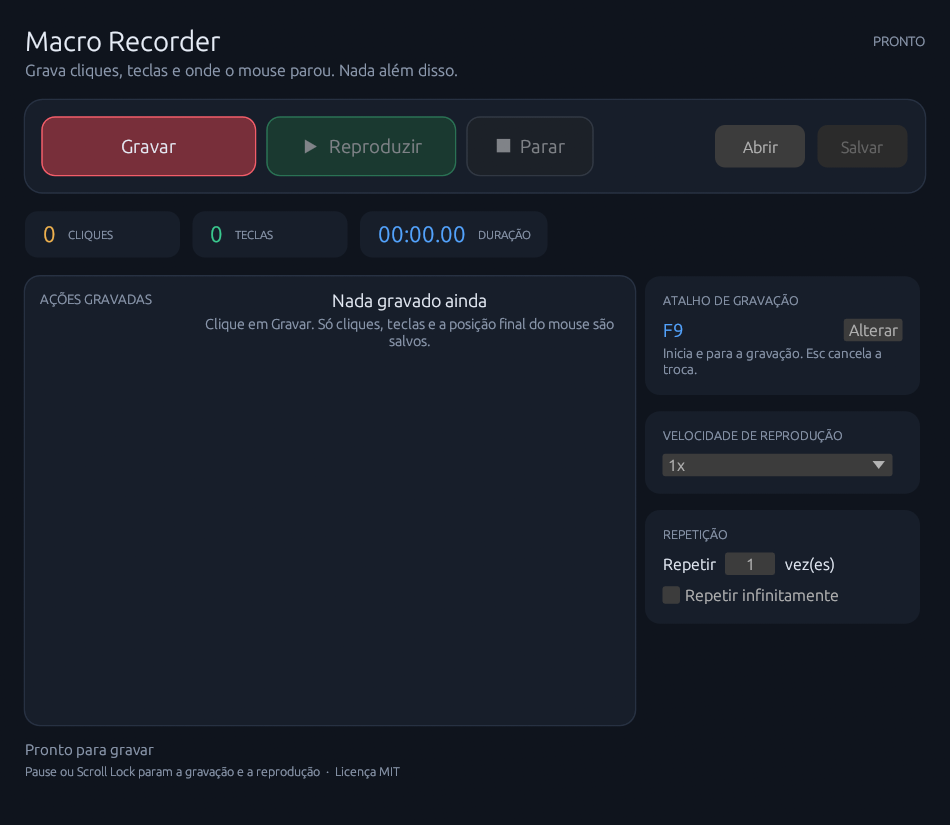 Macro Recorder
PRONTO
Grava cliques, teclas e onde o mouse parou. Nada além disso.
Gravar
▶ Reproduzir
■ Parar
Abrir
Salvar
0 CLIQUES
0 TECLAS
00:00.00 DURAÇÃO
AÇÕES GRAVADAS
Nada gravado ainda
Clique em Gravar. Só cliques, teclas e a posição final do mouse são
salvos.
ATALHO DE GRAVAÇÃO
F9
Alterar
Inicia e para a gravação. Esc cancela a
troca.
VELOCIDADE DE REPRODUÇÃO
1x
REPETIÇÃO
Repetir 1 vez(es)
Repetir infinitamente
Pronto para gravar
Pause ou Scroll Lock param a gravação e a reprodução · Licença MIT